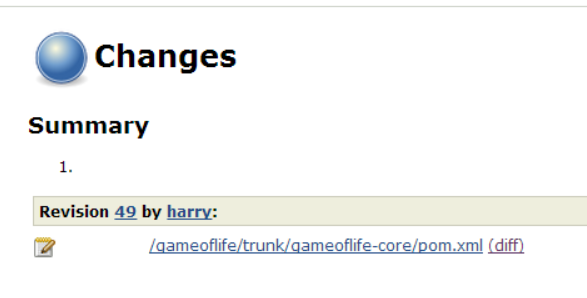 Changes
Summary
1.
Revision 49 by harry:
/gameoflife/trunk/gameoflife-core/pom.xml (diff)